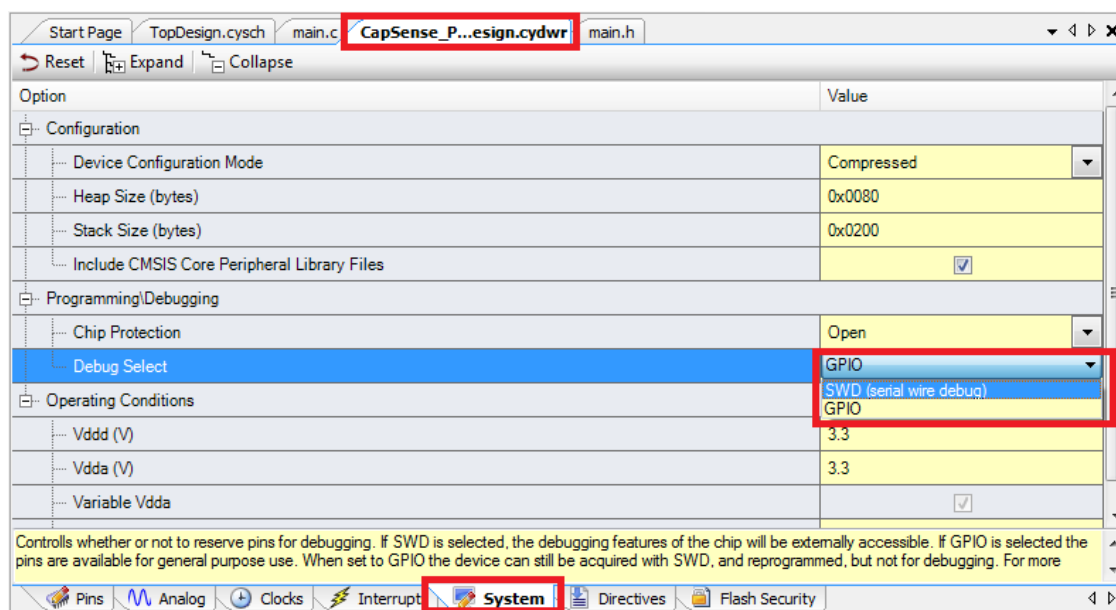 Start Page TopDesign.cysch main.c CapSense_P...esign.cydwr main.h
Reset Expand Collapse
Option Value
Configuration
Device Configuration Mode Compressed
Heap Size (bytes) 0x0080
Stack Size (bytes) 0x0200
Include CMSIS Core Peripheral Library Files
Programming\Debugging
Chip Protection Open
Debug Select GPIO
SWD (serial wire debug)
GPIO
Operating Conditions
Vddd (V) 3.3
Vdda (V) 3.3
Variable Vdda
Controlls whether or not to reserve pins for debugging. If SWD is selected, the debugging features of the chip will be externally accessible. If GPIO is selected the
pins are available for general purpose use. When set to GPIO the device can still be acquired with SWD, and reprogrammed, but not for debugging. For more
Pins Analog Clocks Interrupt System Directives Flash Security